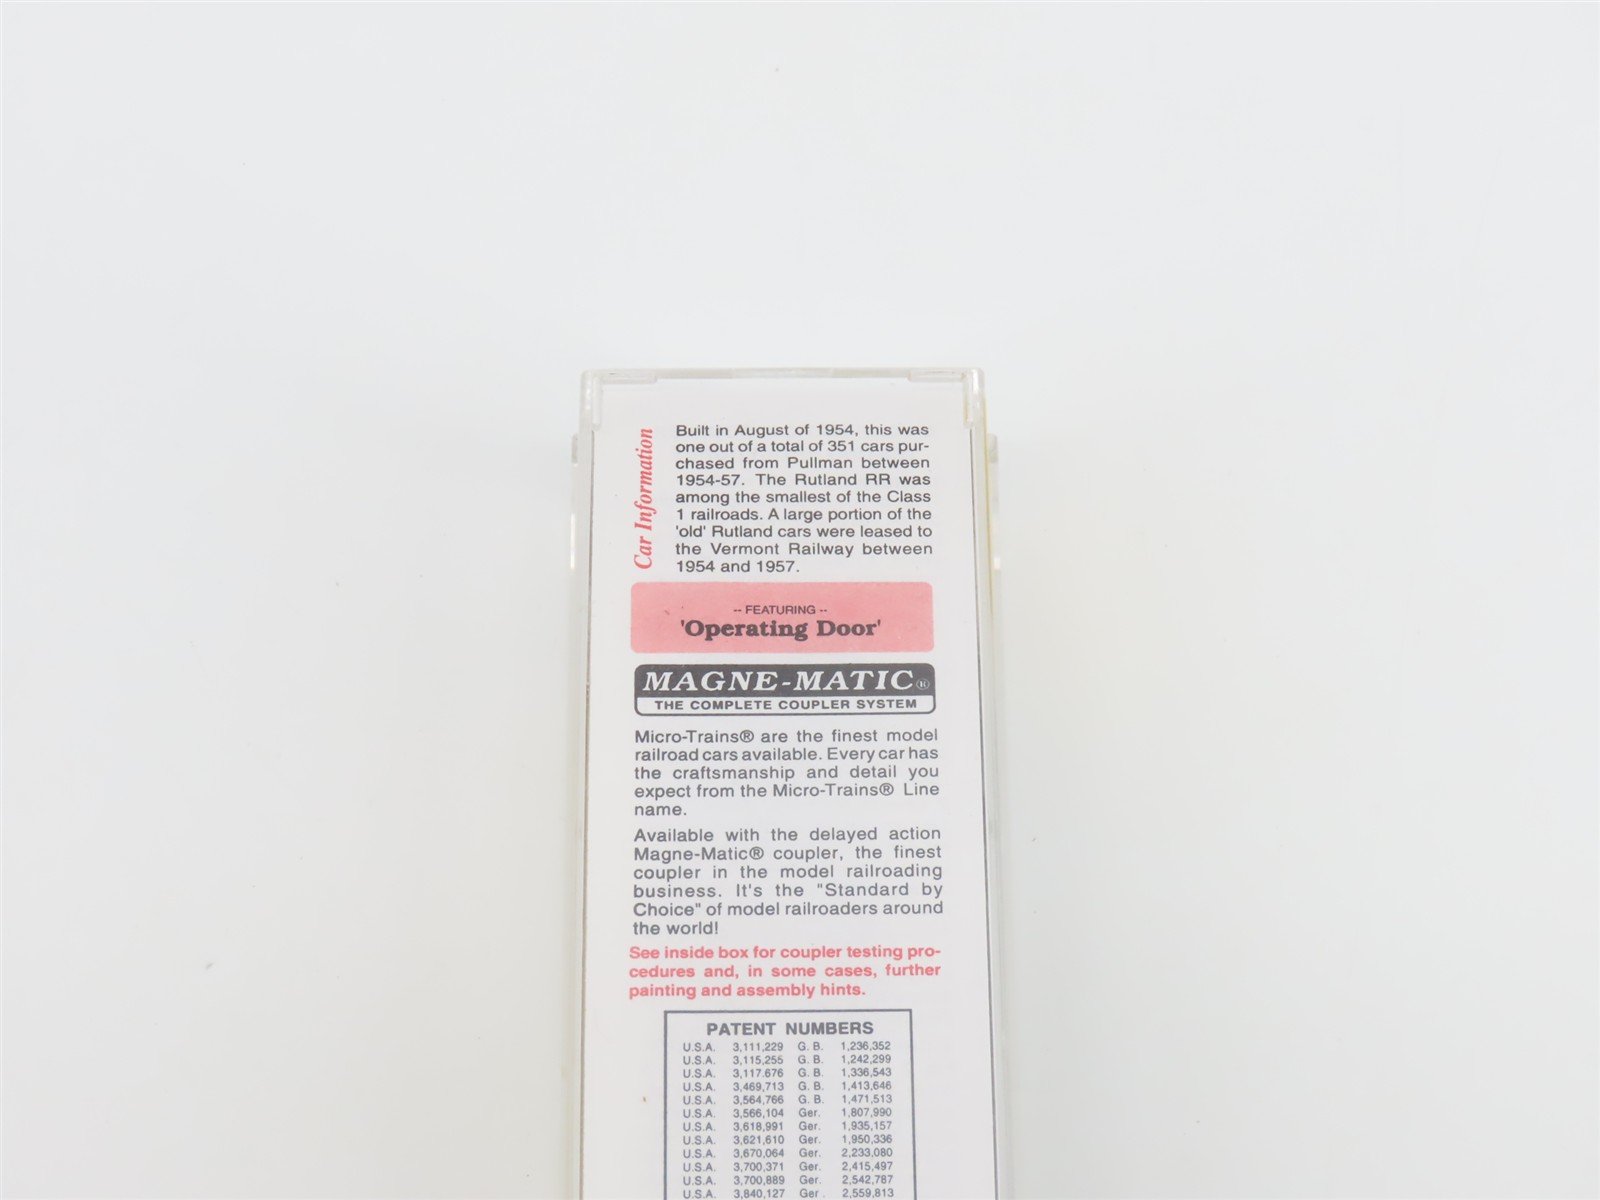 Car Information
Built in August of 1954, this was
one out of a total of 351 cars pur-
chased from Pullman between
1954-57. The Rutland RR was
among the smallest of the Class
1 railroads. A large portion of the
'old' Rutland cars were leased to
the Vermont Railway between
1954 and 1957.
-- FEATURING --
'Operating Door'
MAGNE-MATIC®
THE COMPLETE COUPLER SYSTEM
Micro-Trains® are the finest model
railroad cars available. Every car has
the craftsmanship and detail you
expect from the Micro-Trains® Line
name.
Available with the delayed action
Magne-Matic® coupler, the finest
coupler in the model railroading
business. It's the "Standard by
Choice" of model railroaders around
the world!
See inside box for coupler testing pro-
cedures and, in some cases, further
painting and assembly hints.
PATENT NUMBERS
U.S.A. 3,111,229 G. B. 1,236,352
U.S.A. 3,115,255 G. B. 1,242,299
U.S.A. 3,117.676 G. B. 1,336,543
U.S.A. 3,469,713 G. B. 1,413,646
U.S.A. 3,564,766 G. B. 1,471,513
U.S.A. 3,566,104 Ger. 1,807,990
U.S.A. 3,618,991 Ger. 1,935,157
U.S.A. 3,621,610 Ger. 1,950,336
U.S.A. 3,670,064 Ger. 2,233,080
U.S.A. 3,700,371 Ger. 2,415,497
U.S.A. 3,700,889 Ger. 2,542,787
U.S.A. 3,840,127 Ger . 2,559,813